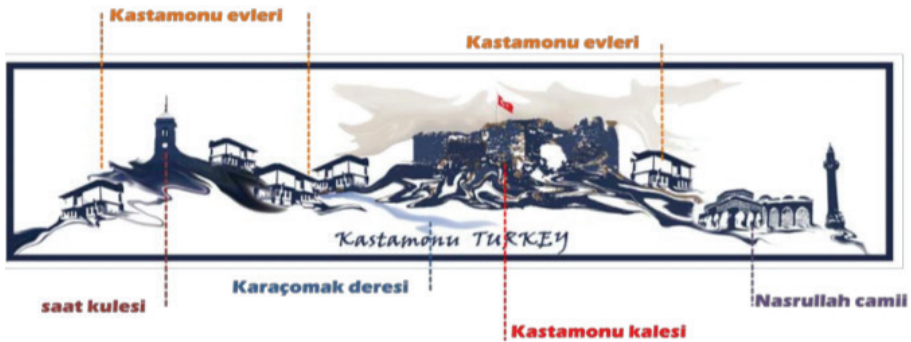 Kastamonu evleri
Kastamonu evleri
Kastamonu TURKEY
Karaçomak deresi
saat kulesi
Nasrullah camii
Kastamonu kalesi